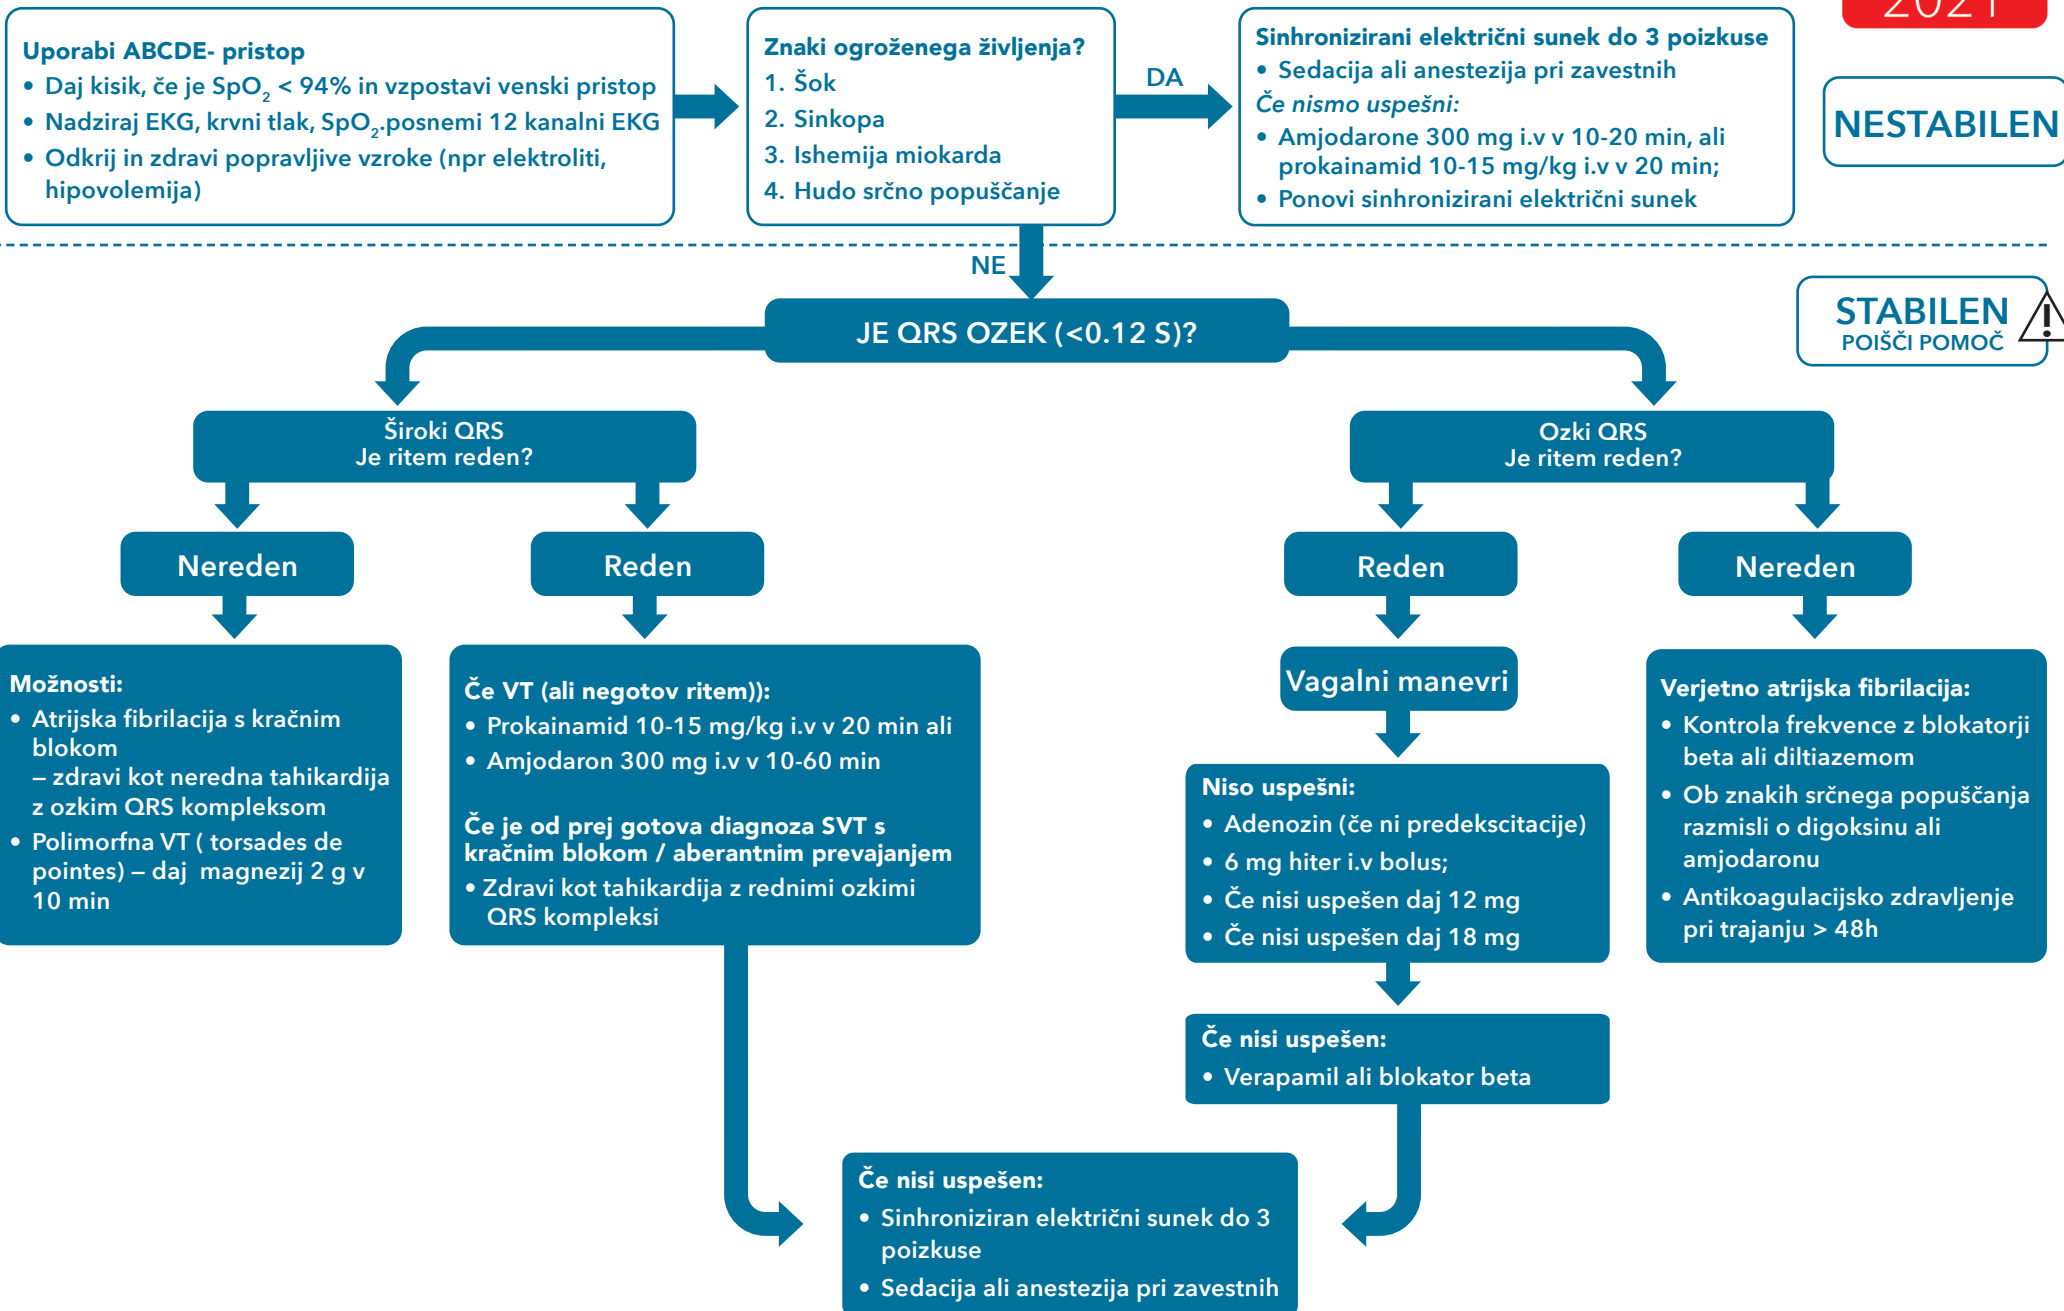 2021
Uporabi ABCDE- pristop
• Daj kisik, če je SpO2 < 94% in vzpostavi venski pristop
• Nadziraj EKG, krvni tlak, SpO2.posnemi 12 kanalni EKG
• Odkrij in zdravi popravljive vzroke (npr elektroliti,
hipovolemija)
Znaki ogroženega življenja?
1. Šok
2. Sinkopa
3. Ishemija miokarda
4. Hudo srčno popuščanje
DA
Sinhronizirani električni sunek do 3 poizkuse
• Sedacija ali anestezija pri zavestnih
Če nismo uspešni:
• Amjodarone 300 mg i.v v 10-20 min, ali
prokainamid 10-15 mg/kg i.v v 20 min;
• Ponovi sinhronizirani električni sunek
NESTABILEN
NE
STABILEN
POIŠČI POMOČ
JE QRS OZEK (<0.12 S)?
Široki QRS
Je ritem reden?
Nereden
Reden
Možnosti:
• Atrijska fibrilacija s kračnim
blokom
– zdravi kot neredna tahikardija
z ozkim QRS kompleksom
• Polimorfna VT ( torsades de
pointes) – daj magnezij 2 g v
10 min
Če VT (ali negotov ritem)):
• Prokainamid 10-15 mg/kg i.v v 20 min ali
• Amjodaron 300 mg i.v v 10-60 min
Če je od prej gotova diagnoza SVT s
kračnim blokom / aberantnim prevajanjem
• Zdravi kot tahikardija z rednimi ozkimi
QRS kompleksi
Ozki QRS
Je ritem reden?
Reden
Nereden
Vagalni manevri
Niso uspešni:
• Adenozin (če ni predekscitacije)
• 6 mg hiter i.v bolus;
• Če nisi uspešen daj 12 mg
• Če nisi uspešen daj 18 mg
Verjetno atrijska fibrilacija:
• Kontrola frekvence z blokatorji
beta ali diltiazemom
• Ob znakih srčnega popuščanja
razmisli o digoksinu ali
amjodaronu
• Antikoagulacijsko zdravljenje
pri trajanju > 48h
Če nisi uspešen:
• Verapamil ali blokator beta
Če nisi uspešen:
• Sinhroniziran električni sunek do 3
poizkuse
• Sedacija ali anestezija pri zavestnih